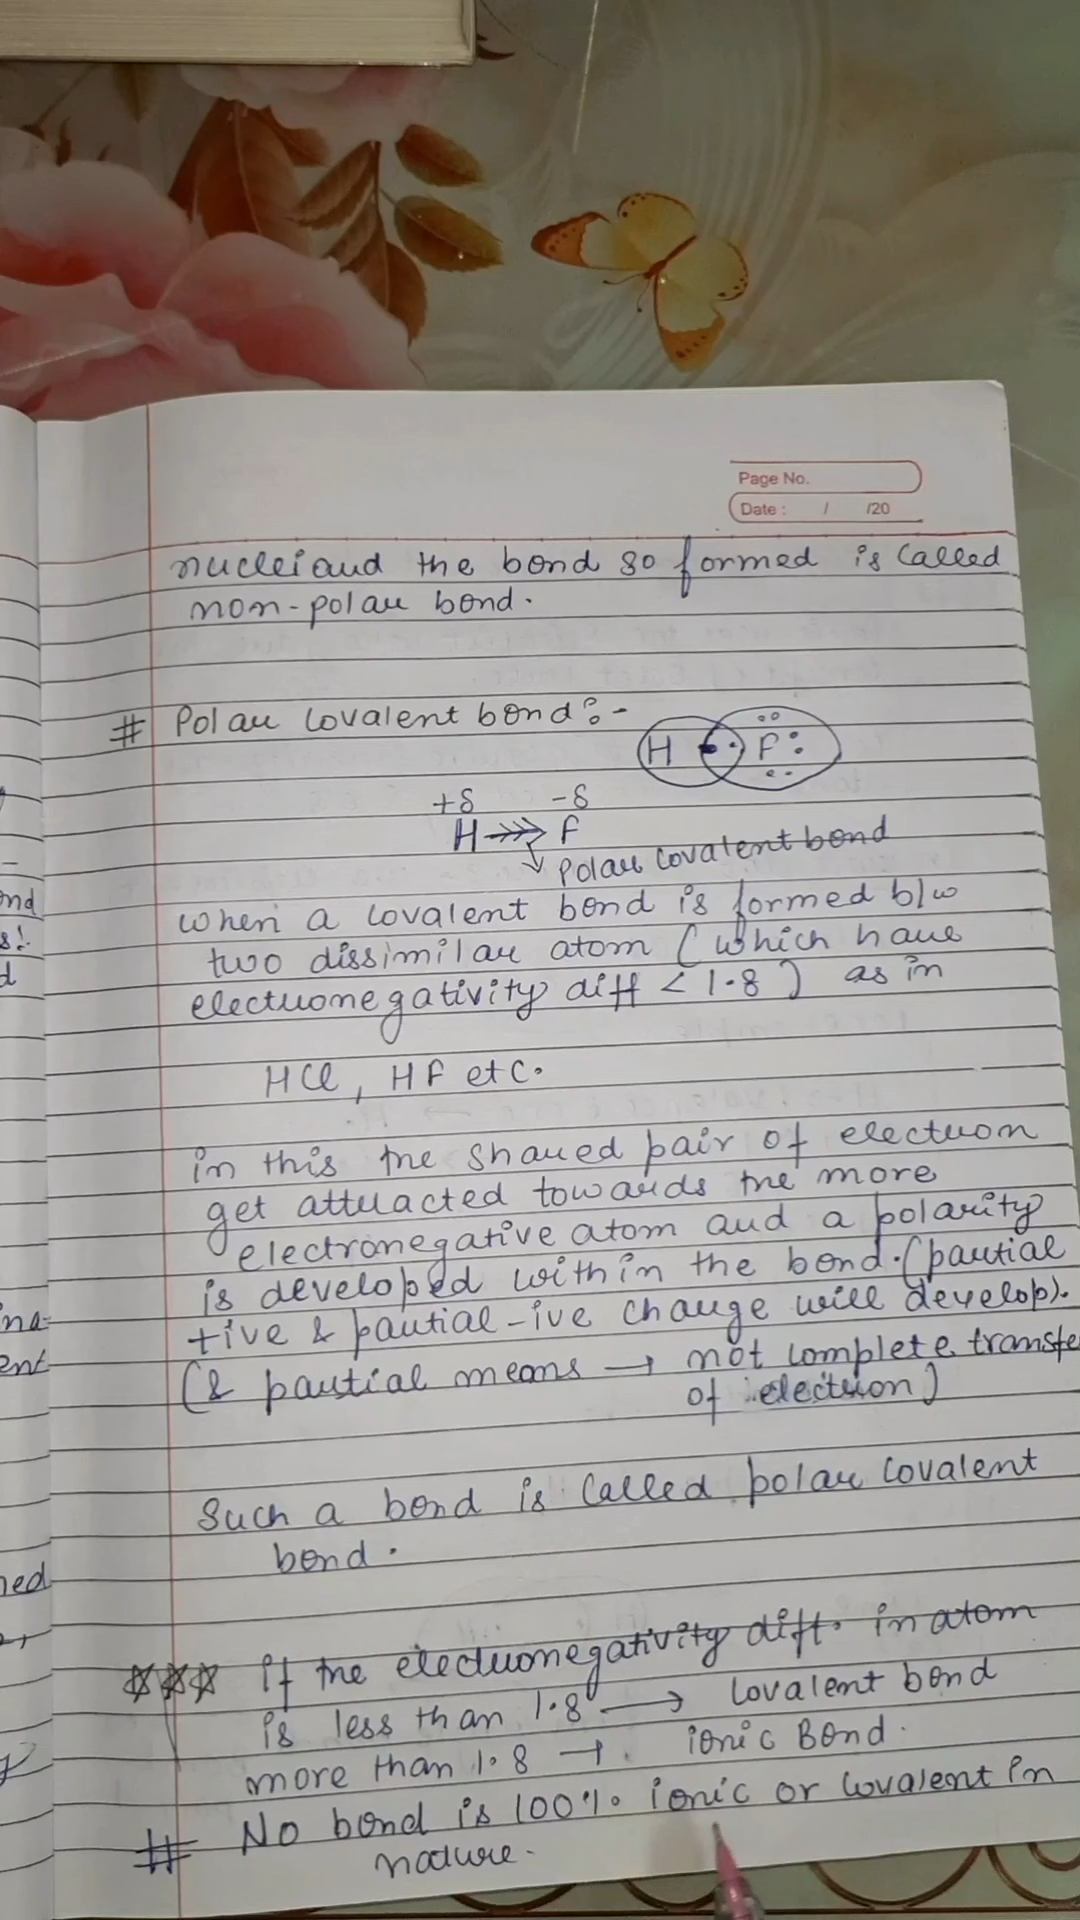 Page No.
Date : / /20
nuclei and the bond so formed is called
non-polar bond.
# Polar covalent bond:-
H F
+δ -δ
H F
Polar covalent bond
when a covalent bond is formed b/w
two dissimilar atom (which have
electronegativity diff < 1.8) as in
HCl, HF etc.
in this the shared pair of electron
get attracted towards the more
electronegative atom and a polarity
is developed within the bond. (partial
+ive & partial -ive charge will develop).
(& partial means → not complete transfe
of election)
Such a bond is called polar covalent
bond.
*** if the electronegativity diff. in atom
is less than 1.8 → covalent bond
more than 1.8 → ionic Bond.
# No bond is 100% ionic or covalent in
nature.
ond
s!
d
na-
ent
ned